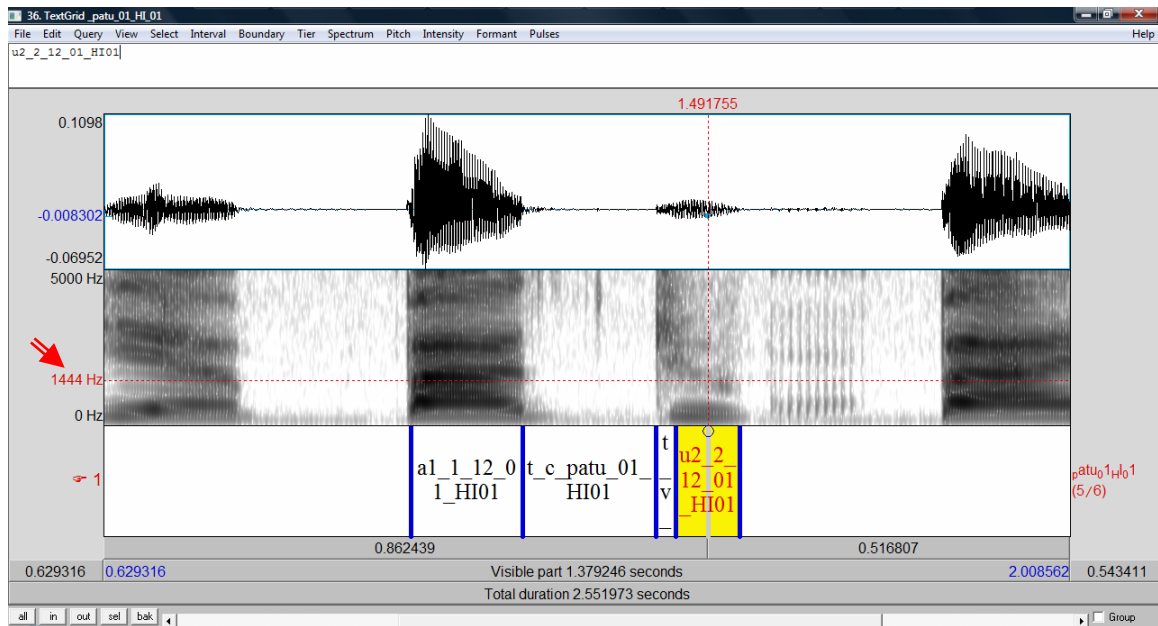 36. TextGrid _patu_01_HI_01
File Edit Query View Select Interval Boundary Tier Spectrum Pitch Intensity Formant Pulses Help
u2_2_12_01_HI01
1.491755
0.1098
-0.008302
-0.06952
5000 Hz
1444 Hz
0 Hz
1
a1_1_12_0
1_HI01
t_c_patu_01_
HI01
t
_
v
_
u2_2_
12_01
_HI01
patu01HI01
(5/6)
0.862439 0.516807
0.629316 0.629316 Visible part 1.379246 seconds 2.008562 0.543411
Total duration 2.551973 seconds
all in out sel bak Group